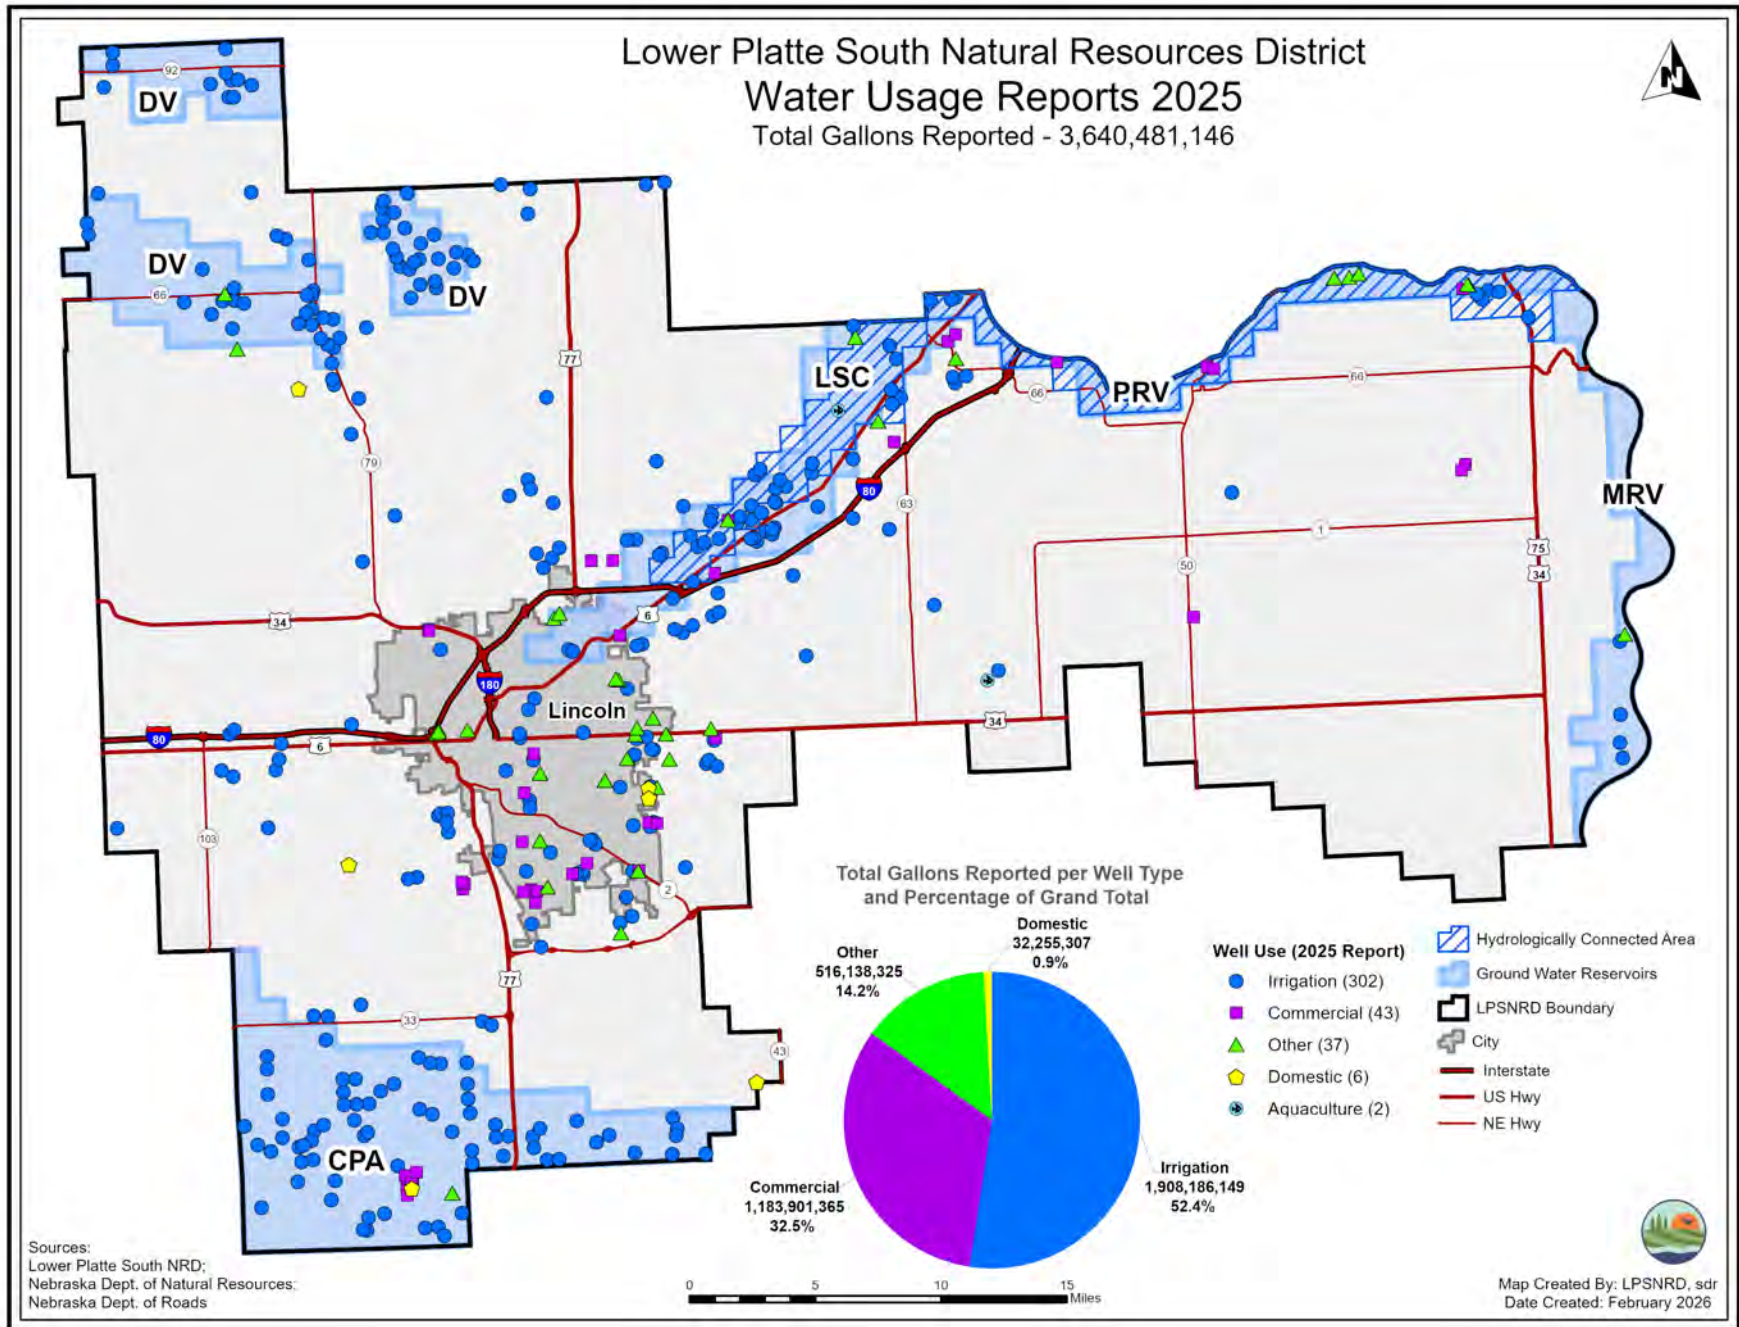 Lower Platte South Natural Resources District
Water Usage Reports 2025
Total Gallons Reported - 3,640,481,146
N
92
DV
DV
66
DV
77
LSC
66
PRV
66
79
80
63
MRV
1
75
34
50
34
6
180
Lincoln
80
6
34
103
2
77
33
43
CPA
Total Gallons Reported per Well Type
and Percentage of Grand Total
Domestic
32,255,307
0.9%
Other
516,138,325
14.2%
Commercial
1,183,901,365
32.5%
Irrigation
1,908,186,149
52.4%
Well Use (2025 Report)
Irrigation (302)
Commercial (43)
Other (37)
Domestic (6)
Aquaculture (2)
Hydrologically Connected Area
Ground Water Reservoirs
LPSNRD Boundary
City
Interstate
US Hwy
NE Hwy
Sources:
Lower Platte South NRD;
Nebraska Dept. of Natural Resources;
Nebraska Dept. of Roads
0 5 10 15
Miles
Map Created By: LPSNRD, sdr
Date Created: February 2026